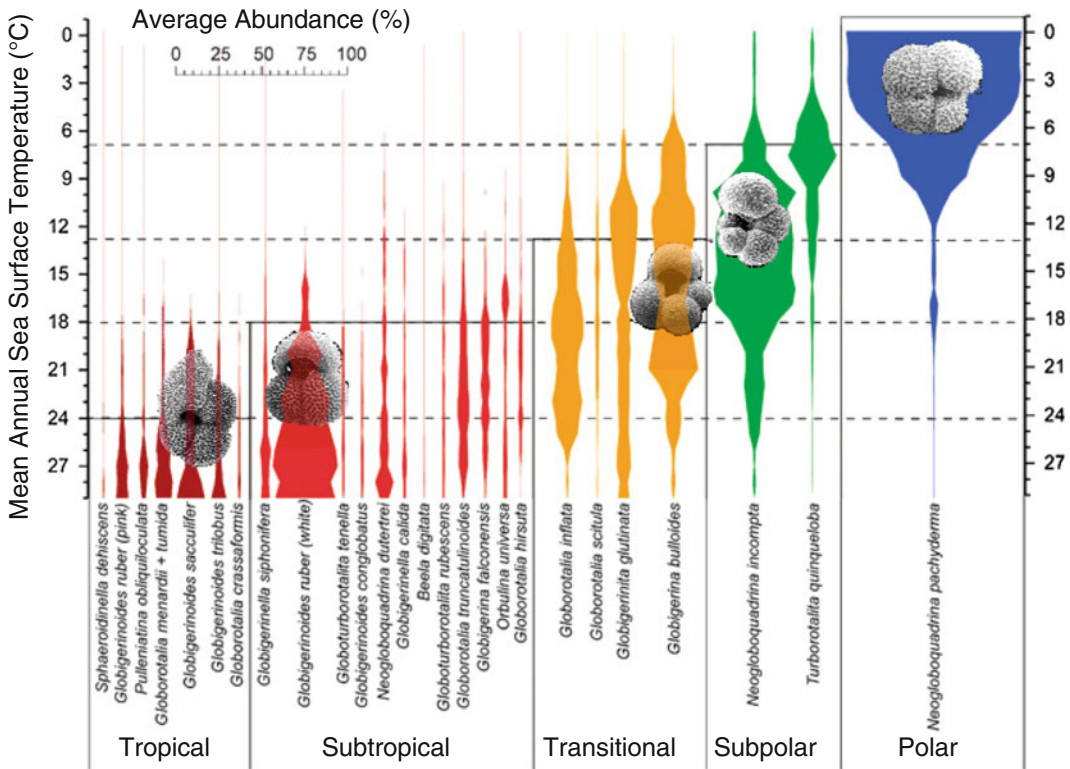 Average Abundance (%)
0 25 50 75 100
Mean Annual Sea Surface Temperature (°C)
0
3
6
9
12
15
18
21
24
27
0
3
6
9
12
15
18
21
24
27
Sphaeroidinella dehiscens
Globigerinoides ruber (pink)
Pulleniatina obliquiloculata
Globorotalia menardii + tumida
Globigerinoides sacculifer
Globigerinoides trilobus
Globorotalia crassaformis
Globigerinella siphonifera
Globigerinoides ruber (white)
Globoturborotalita tenella
Globigerinoides conglobatus
Neogloboquadrina dutertrei
Globigerinella calida
Beela digitata
Globoturborotalita rubescens
Globorotalia truncatulinoides
Globigerina falconensis
Orbulina universa
Globorotalia hirsuta
Globorotalia inflata
Globorotalia scitula
Globigerinita glutinata
Globigerina bulloides
Neogloboquadrina incompta
Turborotalita quinqueloba
Neogloboquadrina pachyderma
Tropical
Subtropical
Transitional
Subpolar
Polar